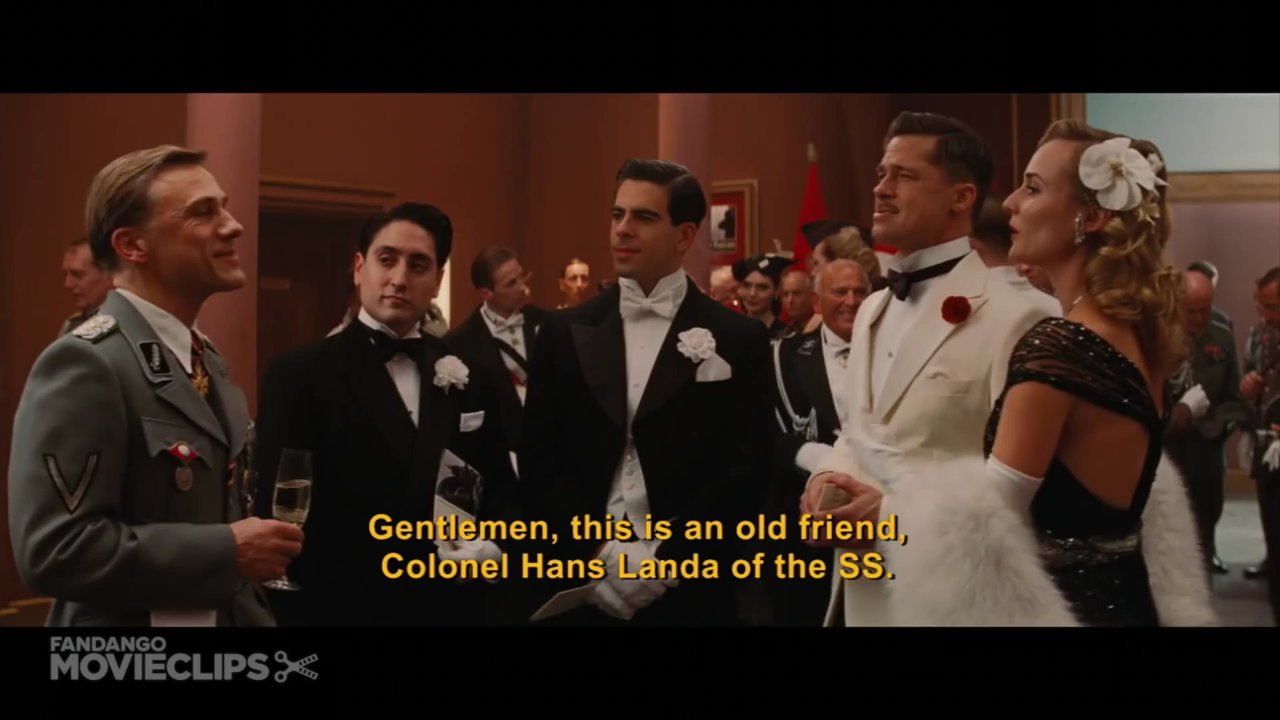 Gentlemen, this is an old friend,
Colonel Hans Landa of the SS.
FANDANGO
MOVIECLIPS